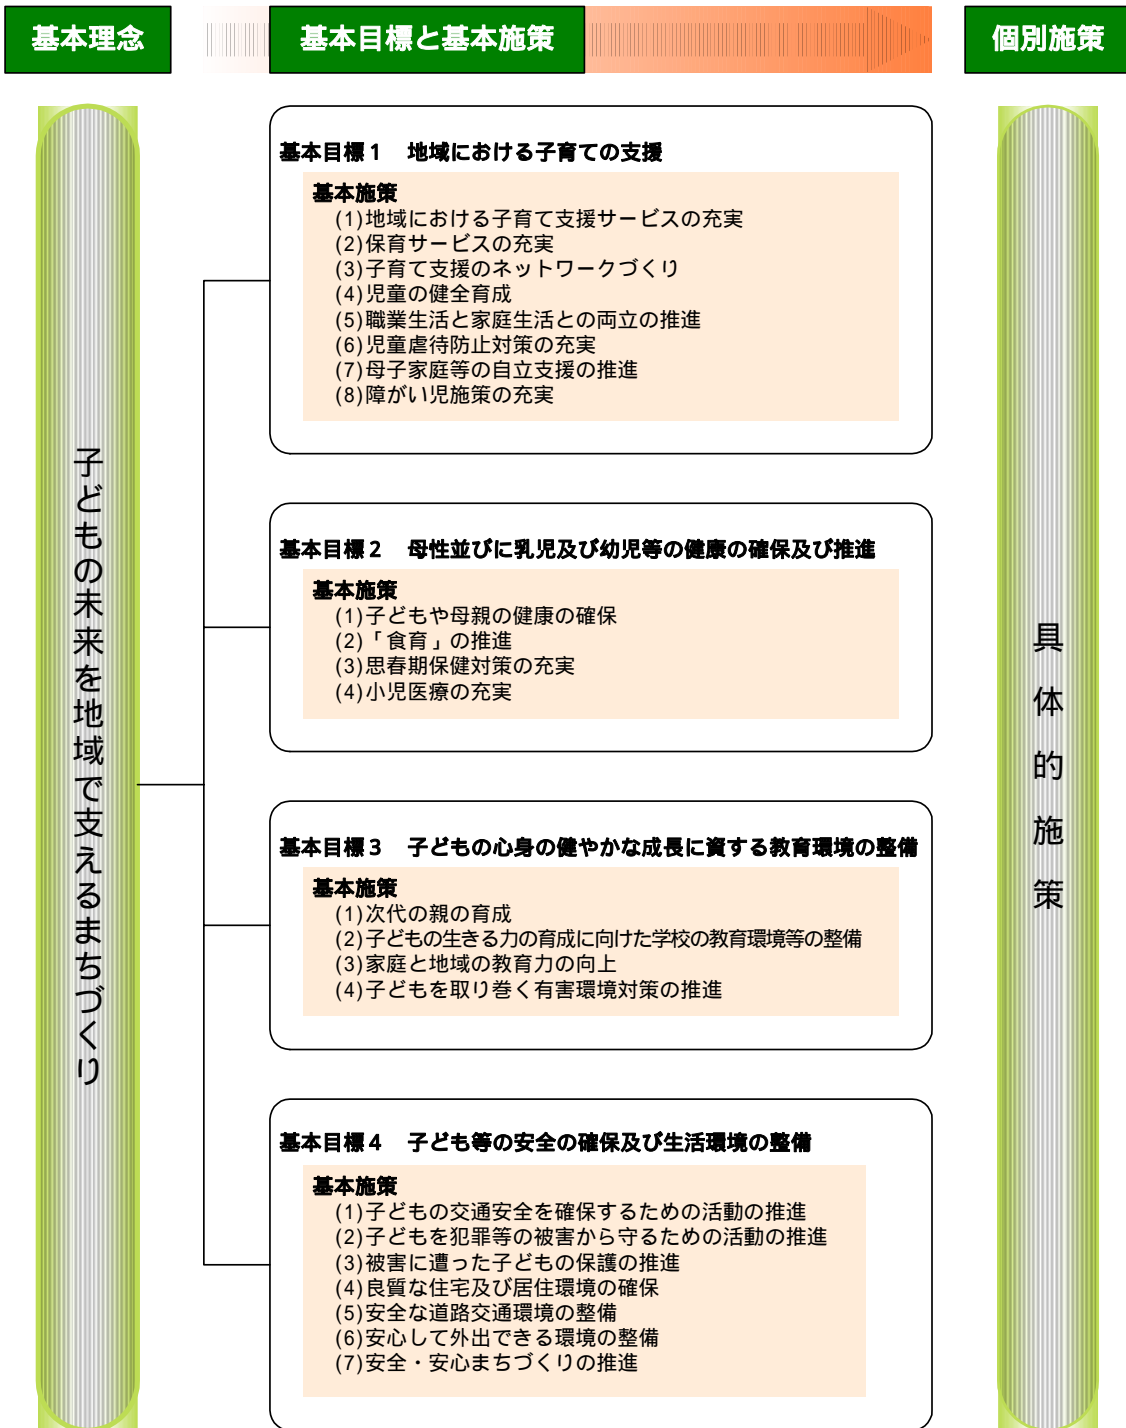 基本理念
基本目標と基本施策
個別施策
子どもの未来を地域で支えるまちづくり
基本目標1　地域における子育ての支援
基本施策
(1)地域における子育て支援サービスの充実
(2)保育サービスの充実
(3)子育て支援のネットワークづくり
(4)児童の健全育成
(5)職業生活と家庭生活との両立の推進
(6)児童虐待防止対策の充実
(7)母子家庭等の自立支援の推進
(8)障がい児施策の充実
基本目標2　母性並びに乳児及び幼児等の健康の確保及び推進
基本施策
(1)子どもや母親の健康の確保
(2)「食育」の推進
(3)思春期保健対策の充実
(4)小児医療の充実
基本目標3　子どもの心身の健やかな成長に資する教育環境の整備
基本施策
(1)次代の親の育成
(2)子どもの生きる力の育成に向けた学校の教育環境等の整備
(3)家庭と地域の教育力の向上
(4)子どもを取り巻く有害環境対策の推進
基本目標4　子ども等の安全の確保及び生活環境の整備
基本施策
(1)子どもの交通安全を確保するための活動の推進
(2)子どもを犯罪等の被害から守るための活動の推進
(3)被害に遭った子どもの保護の推進
(4)良質な住宅及び居住環境の確保
(5)安全な道路交通環境の整備
(6)安心して外出できる環境の整備
(7)安全・安心まちづくりの推進
具体的施策